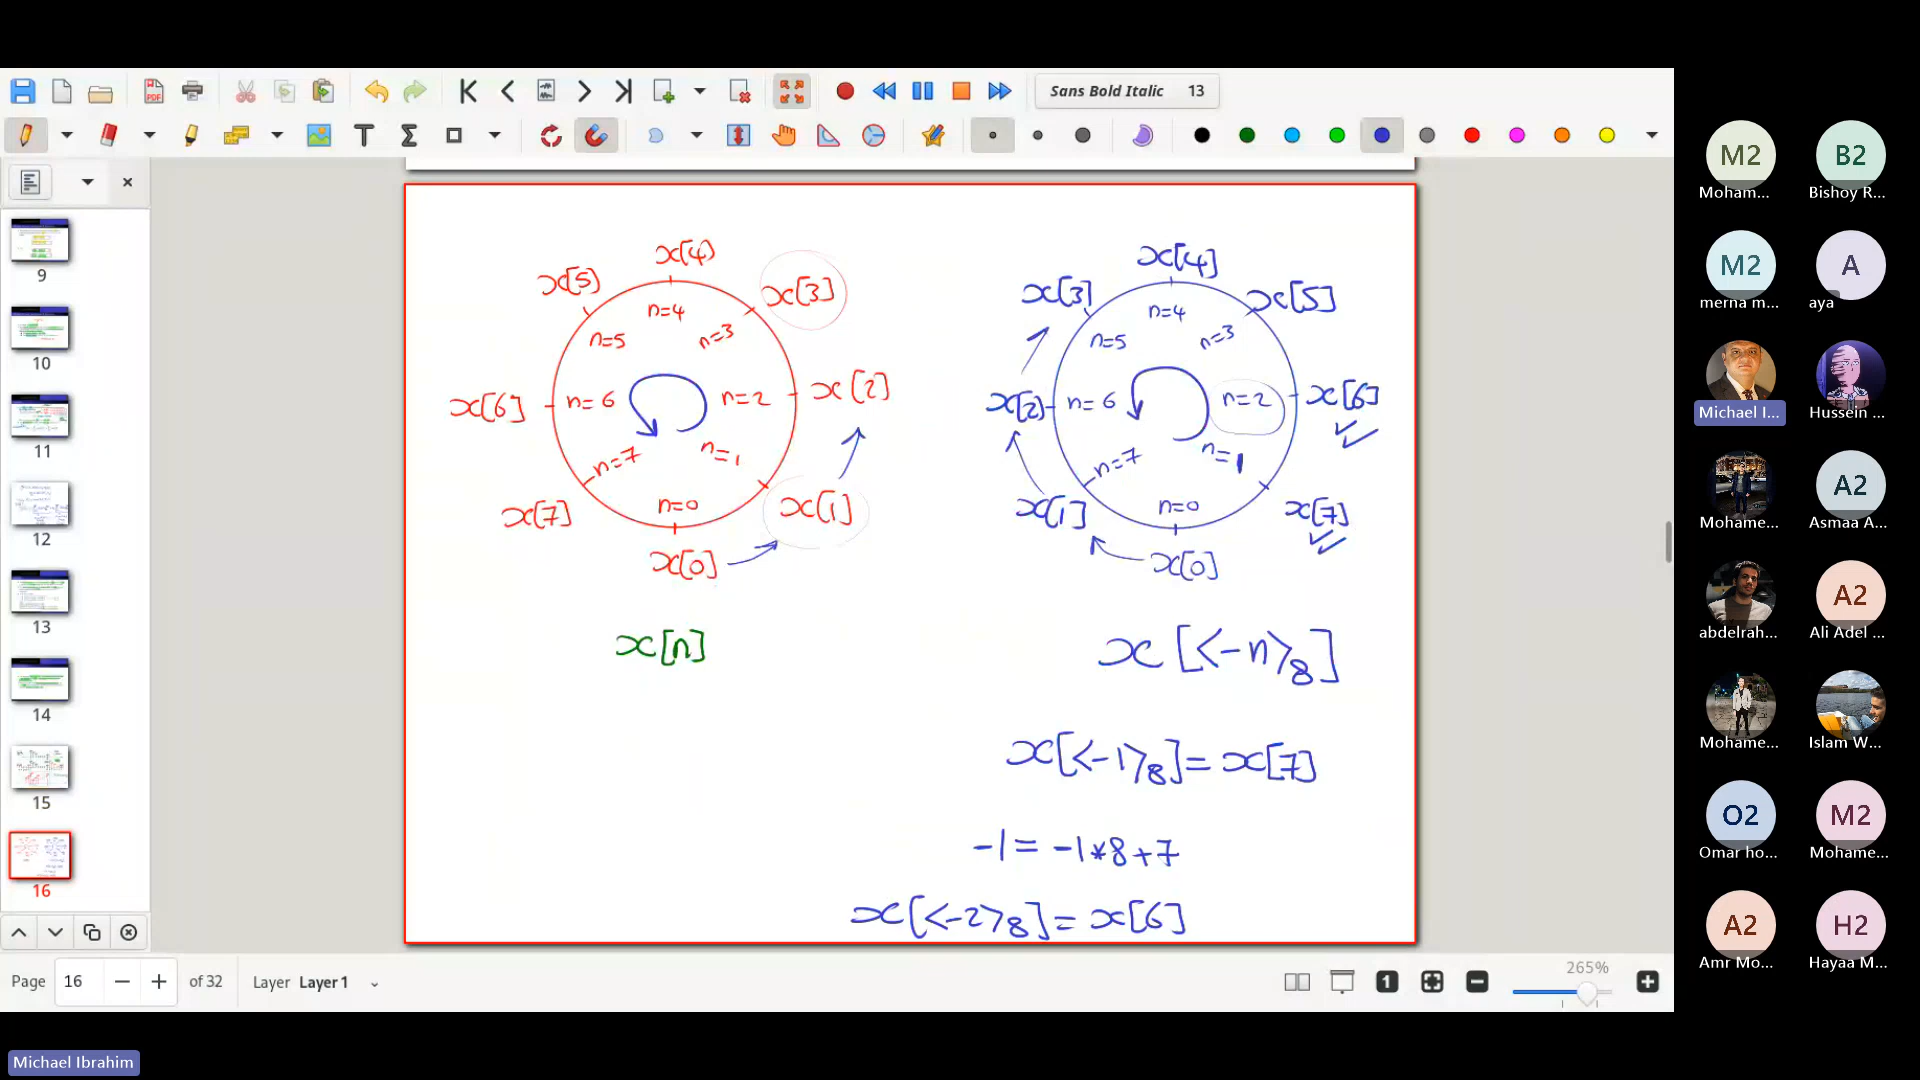 Sans Bold Italic 13
9
10
11
12
13
14
15
16
x[4]
x[5]
x[3]
n=4
n=5
n=3
x[6]
n=6
n=2
x[2]
n=7
n=1
x[7]
n=0
x[1]
x[0]
x[n]
x[4]
x[3]
x[5]
n=4
n=5
n=3
x[2]
n=6
n=2
x[6]
n=7
n=1
x[1]
n=0
x[7]
x[0]
x[<-n>8]
x[<-1>8]=x[7]
-1=-1*8+7
x[<-2>8]=x[6]
Page 16 of 32 Layer Layer 1
265%
1
M2
Moham...
B2
Bishoy R...
M2
merna m...
A
aya
Michael I...
Hussein ...
Mohame...
A2
Asmaa A...
abdelrah...
A2
Ali Adel ...
Mohame...
Islam W...
O2
Omar ho...
M2
Mohame...
A2
Amr Mo...
H2
Hayaa M...
Michael Ibrahim